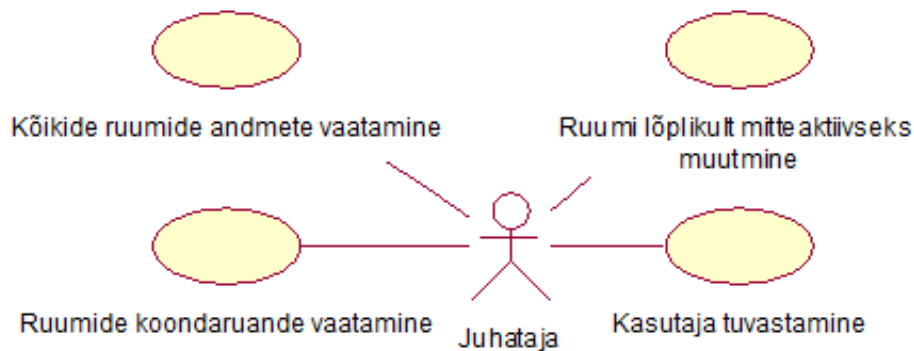 Kõikide ruumide andmete vaatamine
Ruumi lõplikult mitteaktiivseks
muutmine
Ruumide koondaruande vaatamine
Juhataja
Kasutaja tuvastamine